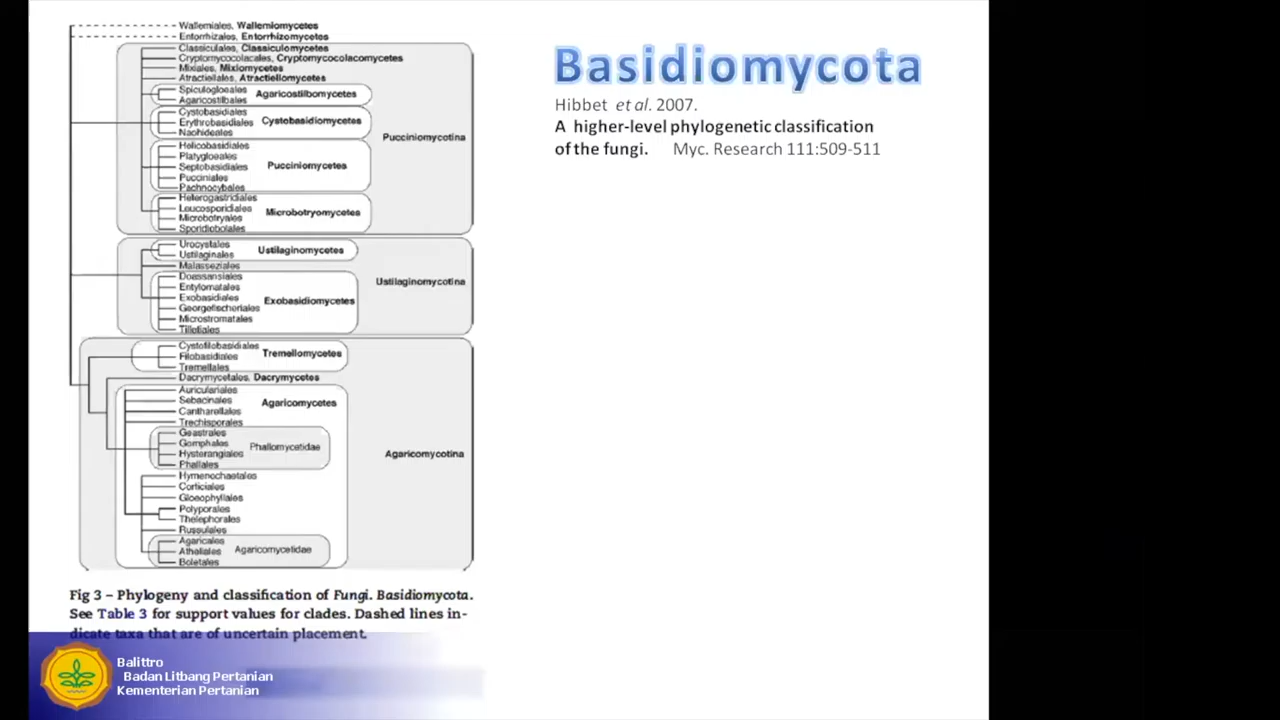 Wallemiales, Wallemiomycetes
Entorrhizales, Entorrhizomycetes
Classiculales, Classiculomycetes
Cryptomycocolacales, Cryptomycocolacomycetes
Mixiales, Mixiomycetes
Atractiellales, Atractiellomycetes
Spiculogloeales
Agaricostilbales
Agaricostilbomycetes
Cystobasidiales
Erythrobasidiales
Naohideales
Cystobasidiomycetes
Pucciniomycotina
Helicobasidiales
Platygloeales
Septobasidiales
Pucciniales
Pachnocybales
Pucciniomycetes
Heterogastridiales
Leucosporidiales
Microbotryales
Sporidiobolales
Microbotryomycetes
Urocystales
Ustilaginales
Ustilaginomycetes
Malasseziales
Ustilaginomycotina
Doassansiales
Entylomatales
Exobasidiales
Georgefischeriales
Microstromatales
Tilletiales
Exobasidiomycetes
Cystofilobasidiales
Filobasidiales
Tremellales
Tremellomycetes
Dacrymycetales, Dacrymycetes
Auriculariales
Sebacinales
Cantharellales
Trechisporales
Agaricomycetes
Geastrales
Gomphales
Hysterangiales
Phallales
Phallomycetidae
Agaricomycotina
Hymenochaetales
Corticiales
Gloeophyllales
Polyporales
Thelephorales
Russulales
Agaricales
Atheliales
Boletales
Agaricomycetidae
Fig 3 – Phylogeny and classification of Fungi. Basidiomycota.
See Table 3 for support values for clades. Dashed lines in-
dicate taxa that are of uncertain placement.
Basidiomycota
Hibbet et al. 2007.
A higher-level phylogenetic classification
of the fungi. Myc. Research 111:509-511
Balittro
Badan Litbang Pertanian
Kementerian Pertanian